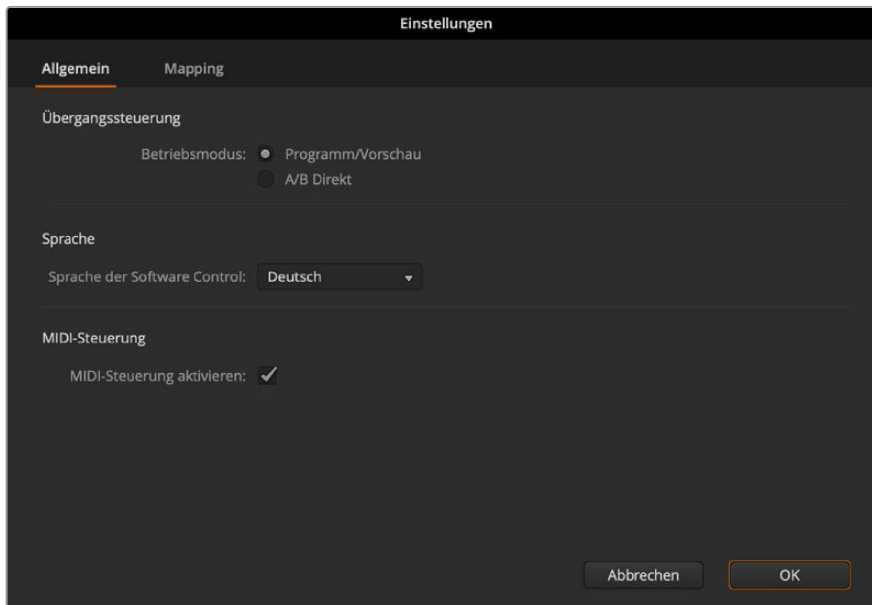 Einstellungen
Allgemein Mapping
Übergangssteuerung
Betriebsmodus: Programm/Vorschau
A/B Direkt
Sprache
Sprache der Software Control: Deutsch
MIDI-Steuerung
MIDI-Steuerung aktivieren:
Abbrechen OK